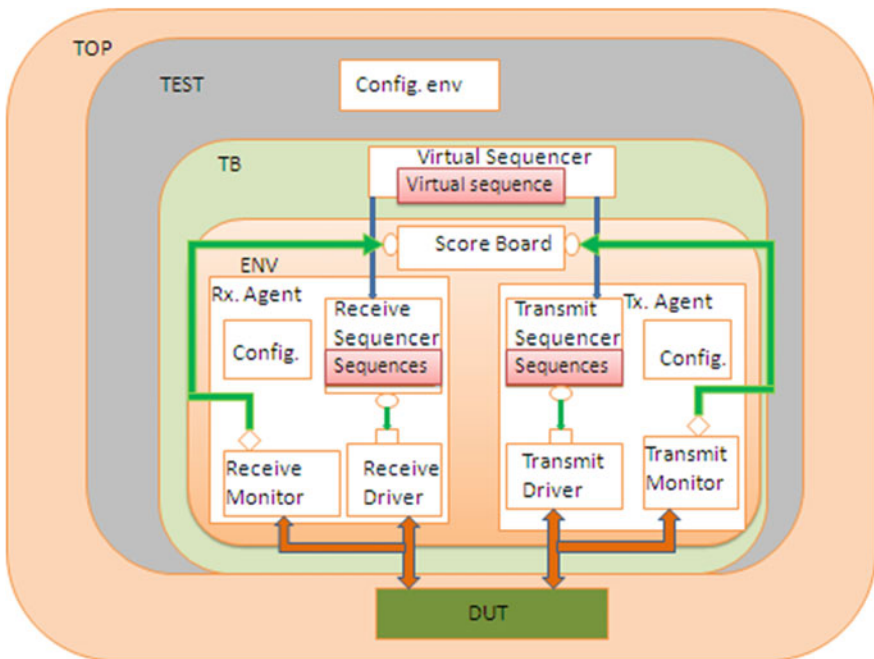 TOP
TEST
Config. env
TB
Virtual Sequencer
Virtual sequence
Score Board
ENV
Rx. Agent
Config.
Receive
Sequencer
Sequences
Transmit
Sequencer
Sequences
Tx. Agent
Config.
Receive
Monitor
Receive
Driver
Transmit
Driver
Transmit
Monitor
DUT